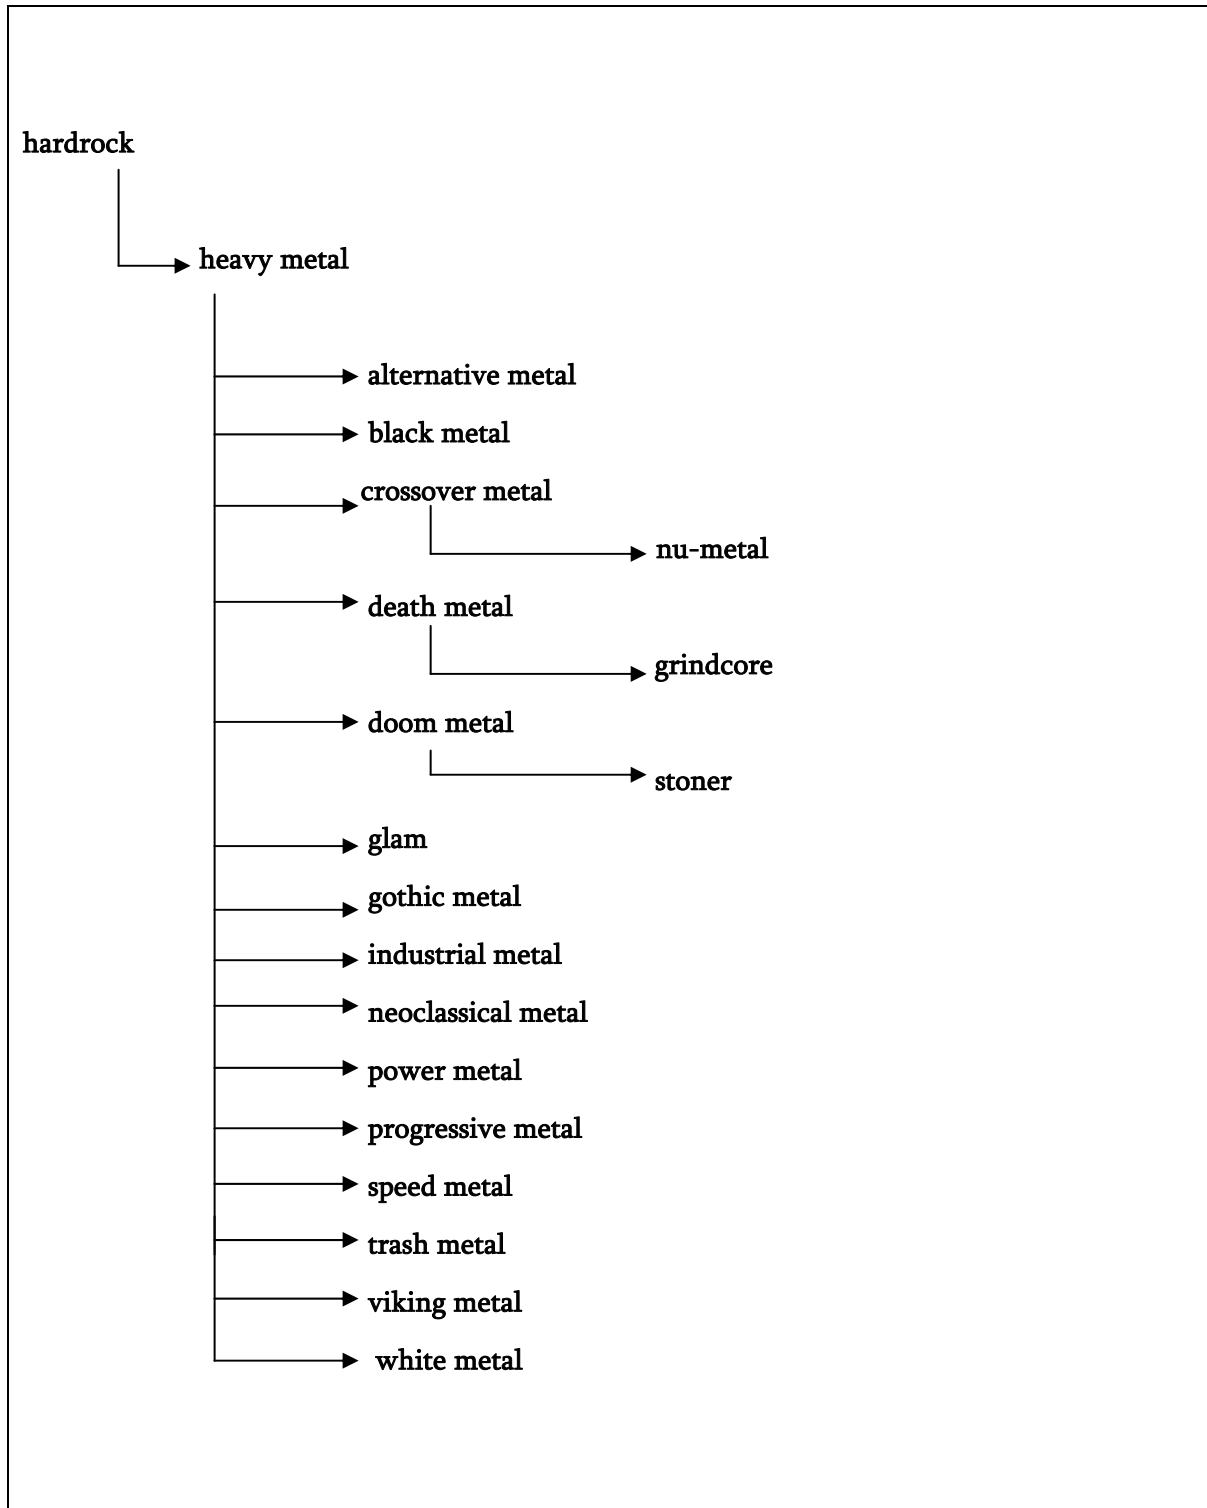 hardrock
heavy metal
alternative metal
black metal
crossover metal
nu-metal
death metal
grindcore
doom metal
stoner
glam
gothic metal
industrial metal
neoclassical metal
power metal
progressive metal
speed metal
trash metal
viking metal
white metal